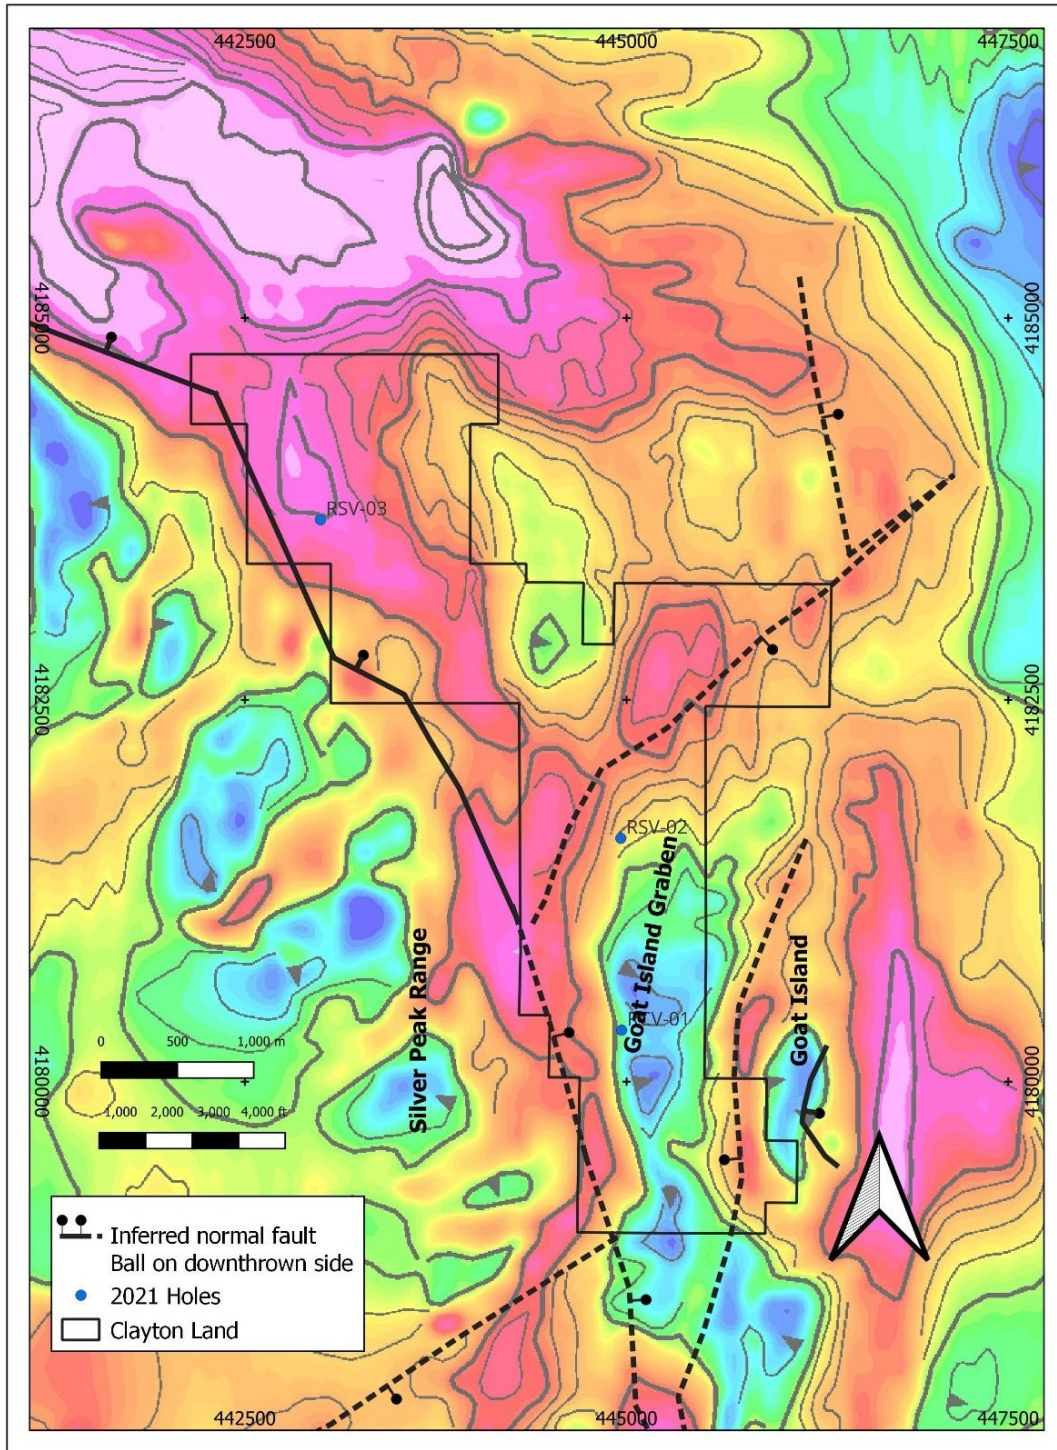 442500
445000
447500
4185000
4185000
RSV-03
4182500
4182500
RSV-02
Goat Island Graben
Silver Peak Range
Goat Island
0 500 1,000 m
4180000
4180000
1,000 2,000 3,000 4,000 ft
Inferred normal fault
Ball on downthrown side
2021 Holes
Clayton Land
442500
445000
447500